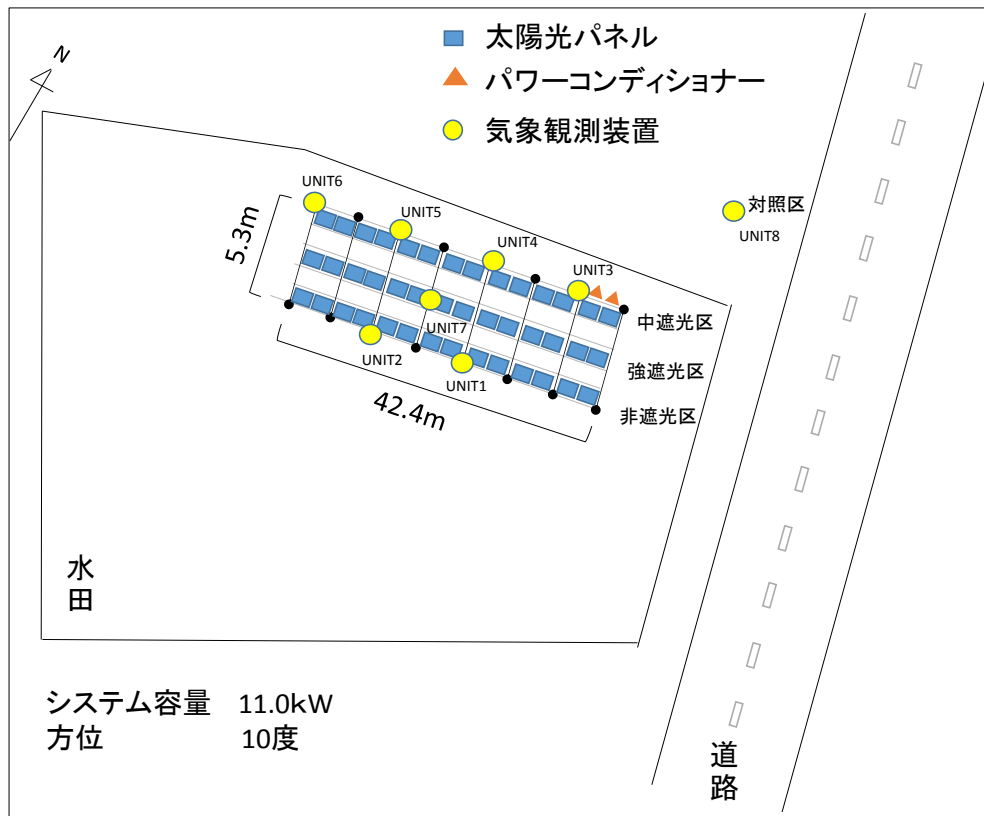 N
太陽光パネル
パワーコンディショナー
気象観測装置
UNIT6
UNIT5
UNIT4
UNIT3
対照区
UNIT8
5.3m
中遮光区
UNIT7
UNIT2
UNIT1
強遮光区
非遮光区
42.4m
水田
システム容量 11.0kW
方位 10度
道路